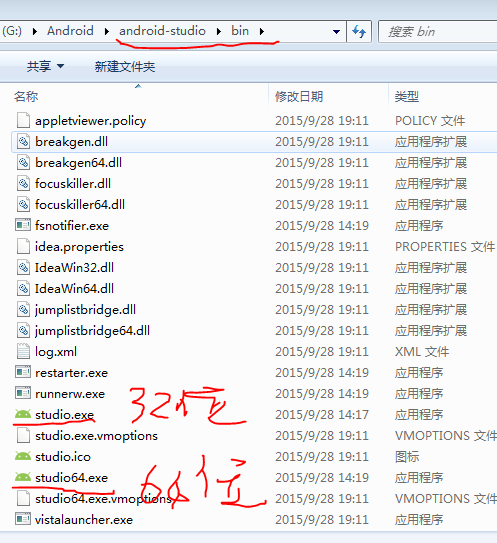 (G:) ▸ Android ▸ android-studio ▸ bin ▸ 搜索 bin
共享 新建文件夹
名称 修改日期 类型
appletviewer.policy 2015/9/28 19:11 POLICY 文件
breakgen.dll 2015/9/28 19:11 应用程序扩展
breakgen64.dll 2015/9/28 19:11 应用程序扩展
focuskiller.dll 2015/9/28 19:11 应用程序扩展
focuskiller64.dll 2015/9/28 19:11 应用程序扩展
fsnotifier.exe 2015/9/28 14:19 应用程序
idea.properties 2015/9/28 19:11 PROPERTIES 文件
IdeaWin32.dll 2015/9/28 19:11 应用程序扩展
IdeaWin64.dll 2015/9/28 19:11 应用程序扩展
jumplistbridge.dll 2015/9/28 19:11 应用程序扩展
jumplistbridge64.dll 2015/9/28 19:11 应用程序扩展
log.xml 2015/9/28 19:11 XML 文件
restarter.exe 2015/9/28 14:19 应用程序
runnerw.exe 2015/9/28 14:19 应用程序
studio.exe 32位 2015/9/28 14:17 应用程序
studio.exe.vmoptions 2015/9/28 19:11 VMOPTIONS 文件
studio.ico 2015/9/28 19:11 图标
studio64.exe 64位 2015/9/28 14:19 应用程序
studio64.exe.vmoptions 2015/9/28 19:11 VMOPTIONS 文件
vistalauncher.exe 2015/9/28 19:11 应用程序